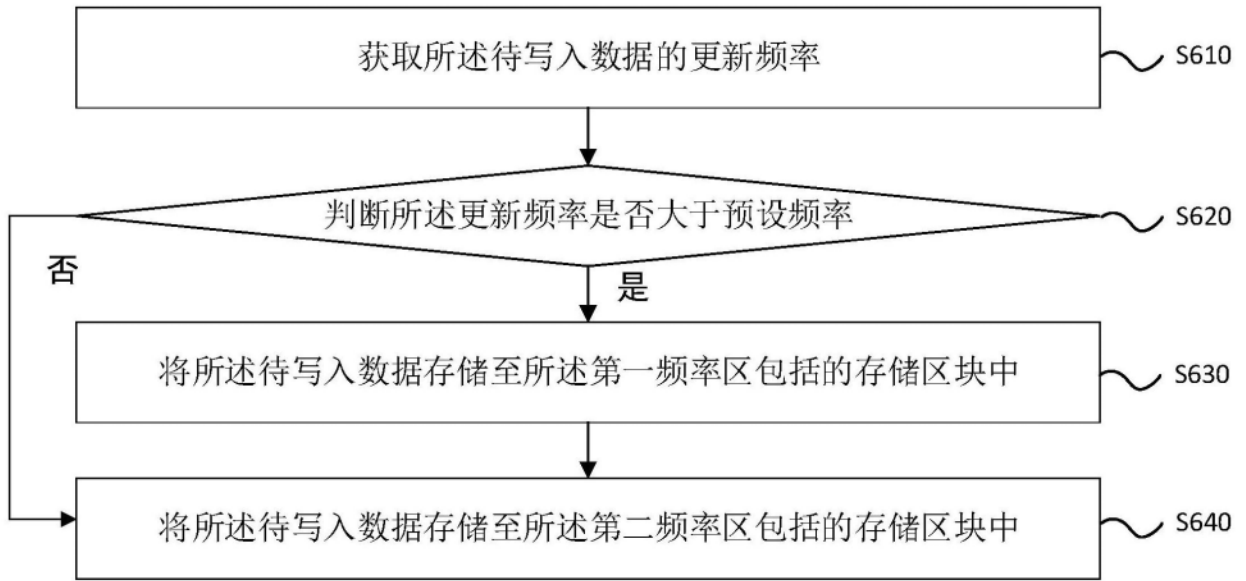 获取所述待写入数据的更新频率
S610
判断所述更新频率是否大于预设频率
S620
否
是
将所述待写入数据存储至所述第一频率区包括的存储区块中
S630
将所述待写入数据存储至所述第二频率区包括的存储区块中
S640